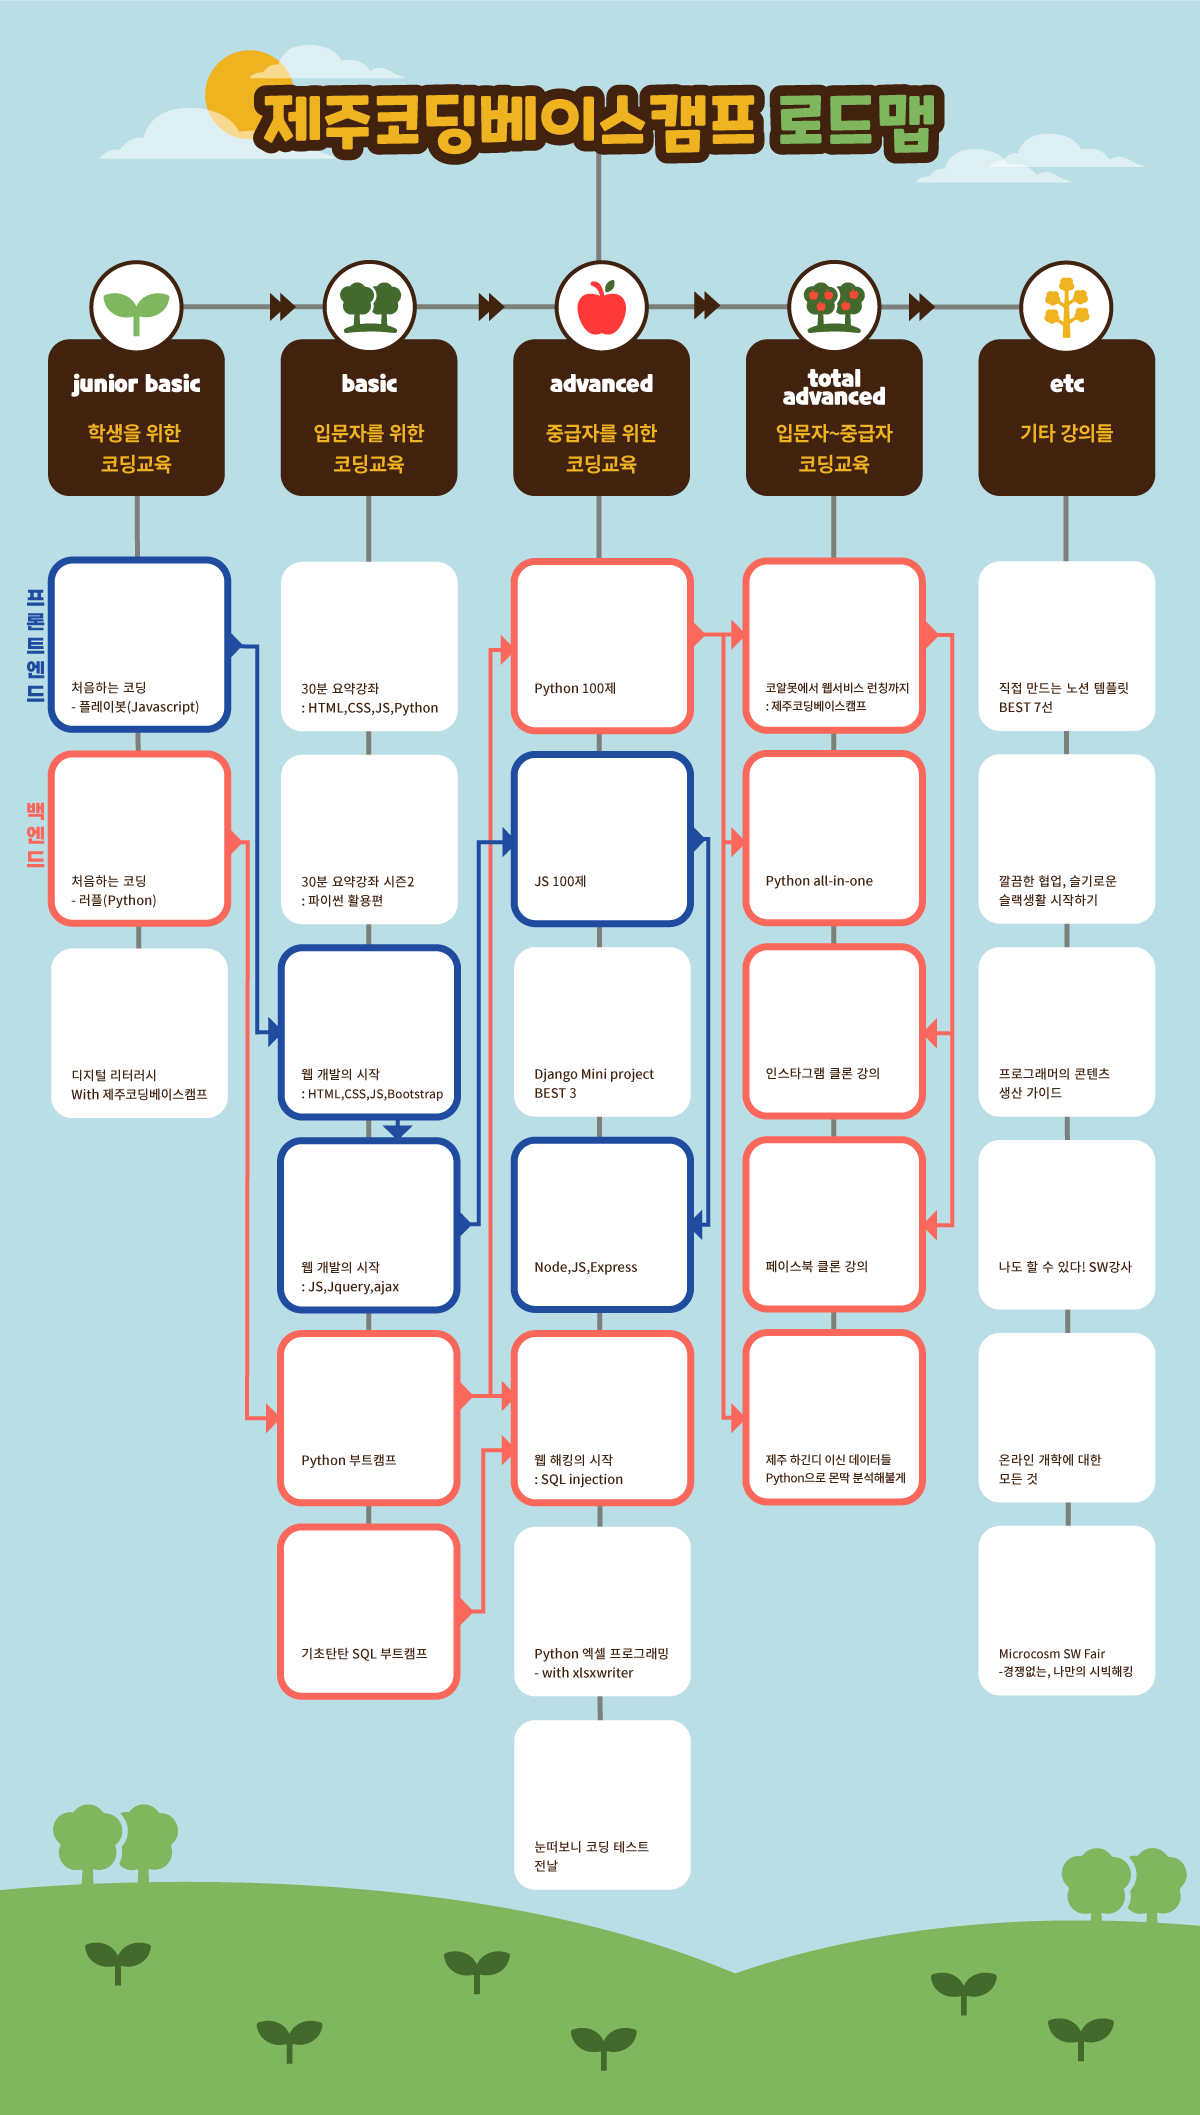 제주코딩베이스캠프 로드맵
junior basic
학생을 위한
코딩교육
basic
입문자를 위한
코딩교육
advanced
중급자를 위한
코딩교육
total
advanced
입문자~중급자
코딩교육
etc
기타 강의들
프론트엔드
백엔드
처음하는 코딩
- 플레이봇(Javascript)
처음하는 코딩
- 러플(Python)
디지털 리터러시
With 제주코딩베이스캠프
30분 요약강좌
: HTML,CSS,JS,Python
30분 요약강좌 시즌2
: 파이썬 활용편
웹 개발의 시작
: HTML,CSS,JS,Bootstrap
웹 개발의 시작
: JS,Jquery,ajax
Python 부트캠프
기초탄탄 SQL 부트캠프
Python 100제
JS 100제
Django Mini project
BEST 3
Node,JS,Express
웹 해킹의 시작
: SQL injection
Python 엑셀 프로그래밍
- with xlsxwriter
눈떠보니 코딩 테스트
전날
코알못에서 웹서비스 런칭까지
: 제주코딩베이스캠프
Python all-in-one
인스타그램 클론 강의
페이스북 클론 강의
제주 하긴디 이신 데이터들
Python으로 몬딱 분석해불게
직접 만드는 노션 템플릿
BEST 7선
깔끔한 협업, 슬기로운
슬랙생활 시작하기
프로그래머의 콘텐츠
생산 가이드
나도 할 수 있다! SW강사
온라인 개학에 대한
모든 것
Microcosm SW Fair
-경쟁없는, 나만의 시빅해킹